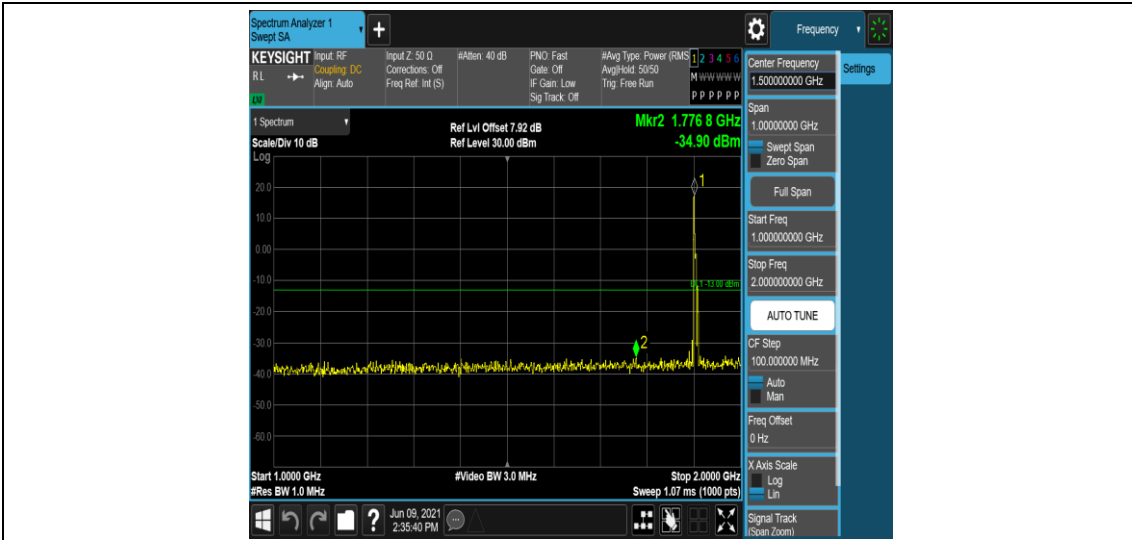 Spectrum Analyzer 1
Swept SA
+
Frequency
KEYSIGHT
RL
LXI
Input: RF
Coupling: DC
Align: Auto
Input Z: 50 Ω
Corrections: Off
Freq Ref: Int (S)
#Atten: 40 dB
PNO: Fast
Gate: Off
IF Gain: Low
Sig Track: Off
#Avg Type: Power (RMS
Avg|Hold: 50/50
Trig: Free Run
1 2 3 4 5 6
M W W W W W
P P P P P P
1 Spectrum
Scale/Div 10 dB
Log
Ref Lvl Offset 7.92 dB
Ref Level 30.00 dBm
Mkr2 1.776 8 GHz
-34.90 dBm
20.0
10.0
0.00
-10.0
-20.0
-30.0
-40.0
-50.0
-60.0
1
DL1 -13.00 dBm
2
Start 1.0000 GHz
#Res BW 1.0 MHz
#Video BW 3.0 MHz
Stop 2.0000 GHz
Sweep 1.07 ms (1000 pts)
?
Jun 09, 2021
2:35:40 PM
Center Frequency
1.500000000 GHz
Settings
Span
1.00000000 GHz
Swept Span
Zero Span
Full Span
Start Freq
1.000000000 GHz
Stop Freq
2.000000000 GHz
AUTO TUNE
CF Step
100.000000 MHz
Auto
Man
Freq Offset
0 Hz
X Axis Scale
Log
Lin
Signal Track
(Span Zoom)